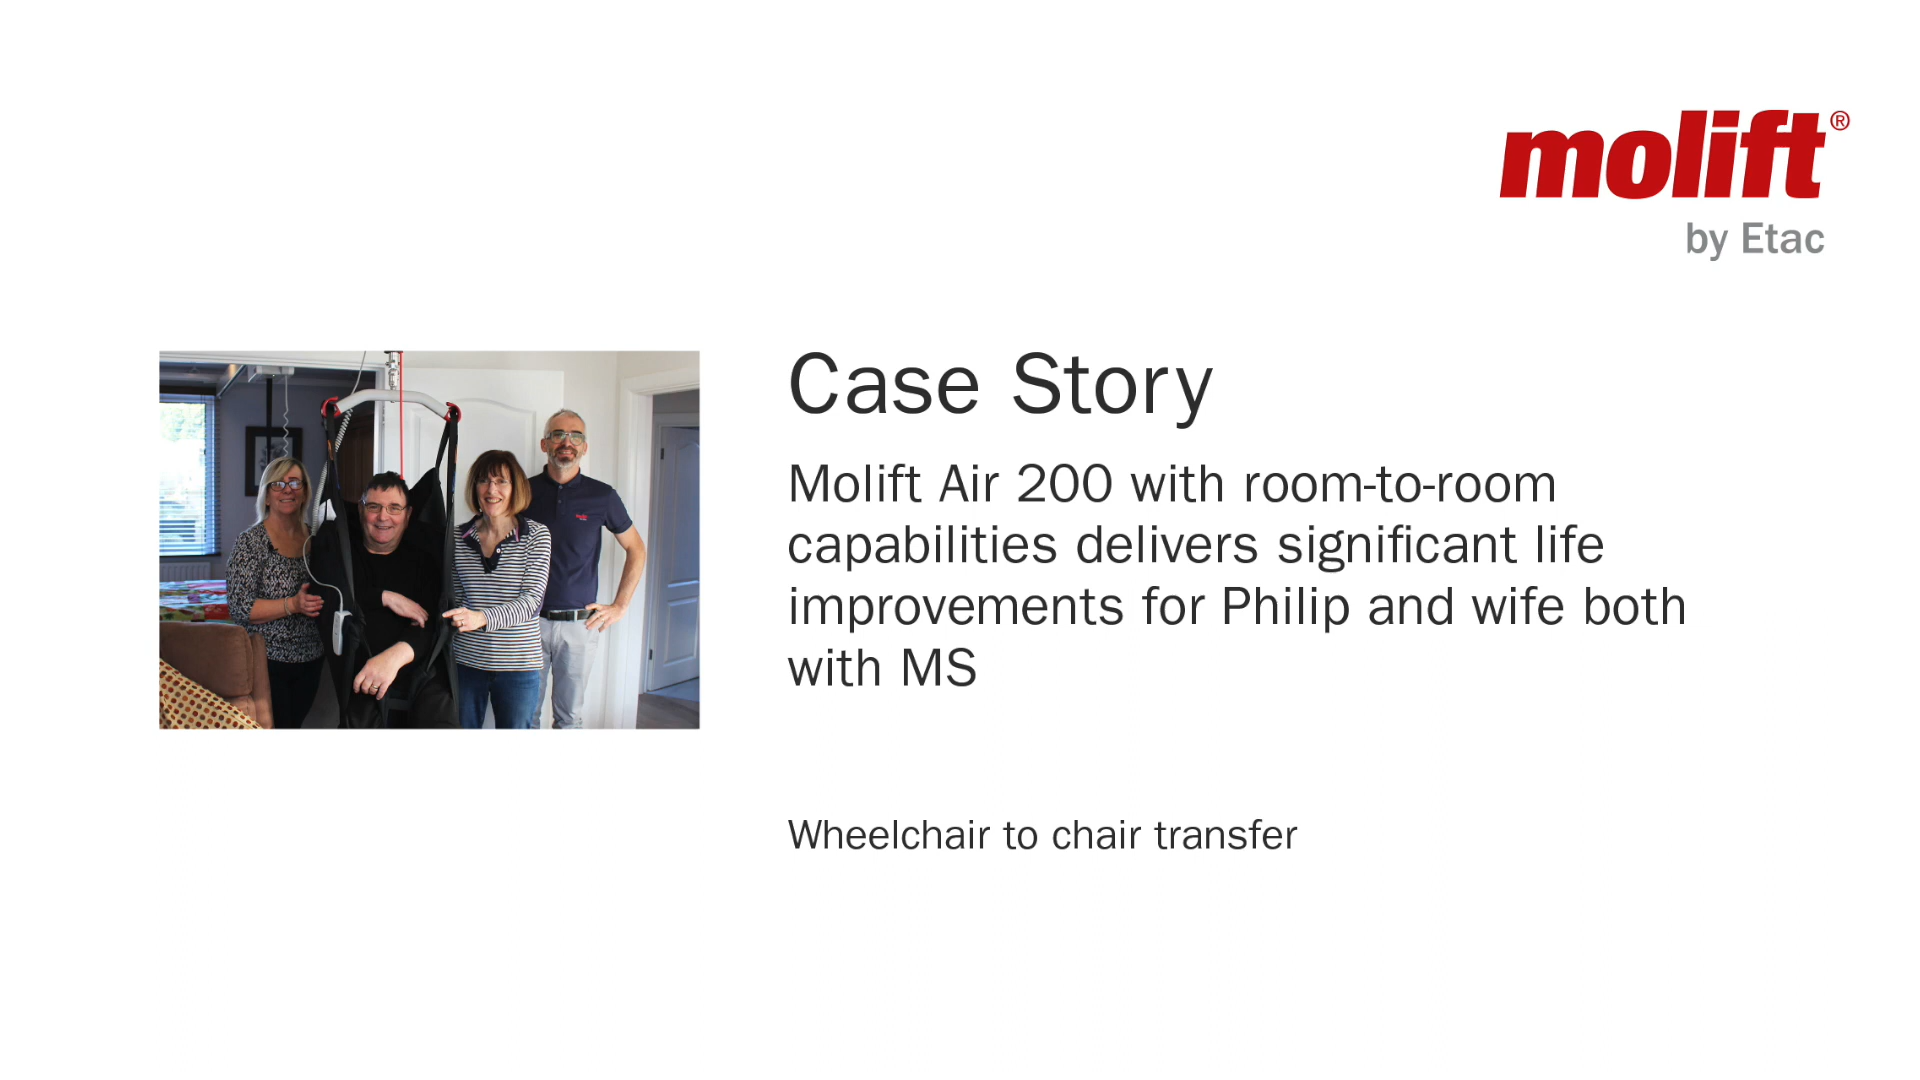 molift®
by Etac
Case Story
Molift Air 200 with room-to-room
capabilities delivers significant life
improvements for Philip and wife both
with MS
Wheelchair to chair transfer